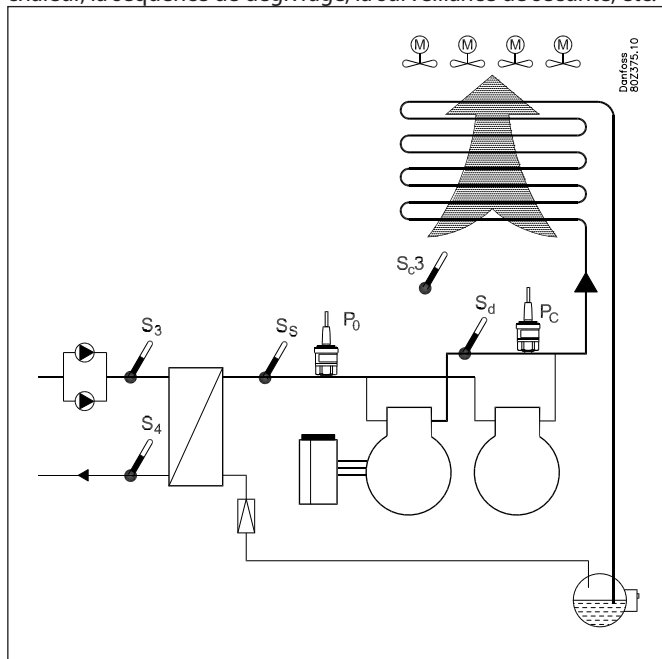 chaleur, la séquence de dégivrage, la surveillance de sécurité, etc.
M M M M
Danfoss
80Z375.10
Sc3
S3
SS
P0
Sd
PC
S4